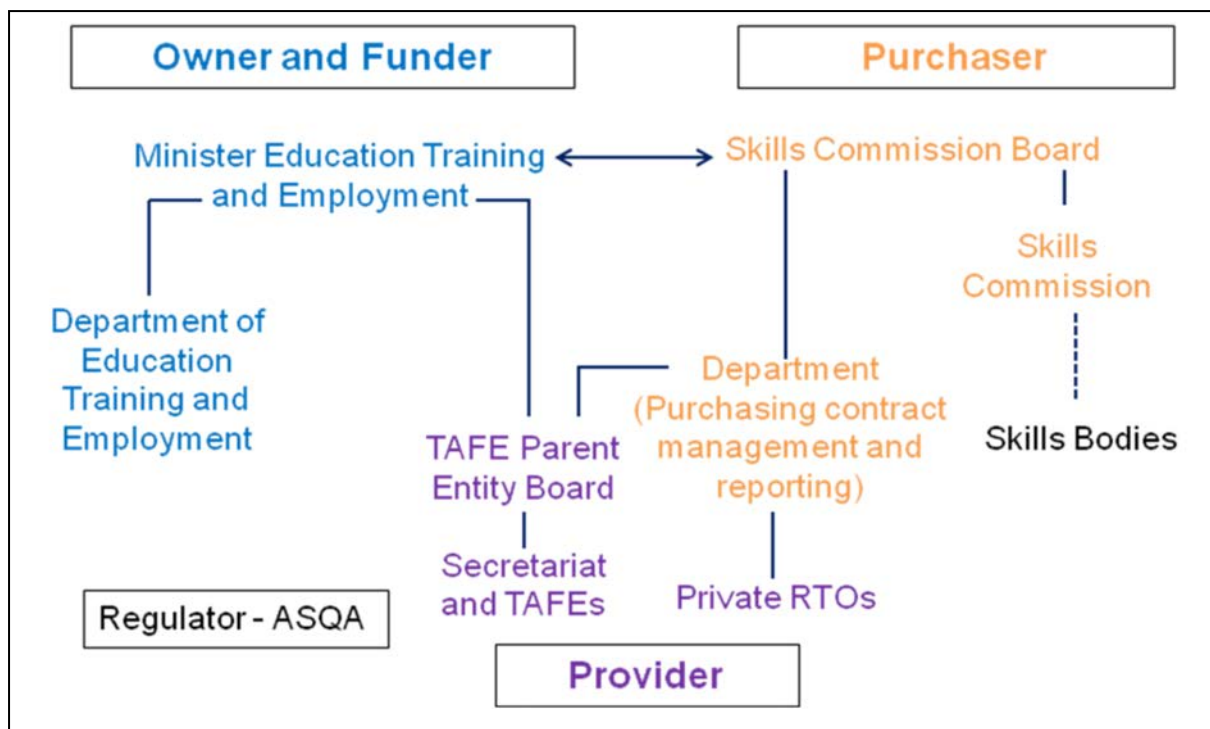 Owner and Funder
Purchaser
Minister Education Training
and Employment
Skills Commission Board
Skills
Commission
Department of
Education
Training and
Employment
Department
(Purchasing contract
management and
reporting)
Skills Bodies
TAFE Parent
Entity Board
Secretariat
and TAFEs
Private RTOs
Regulator - ASQA
Provider